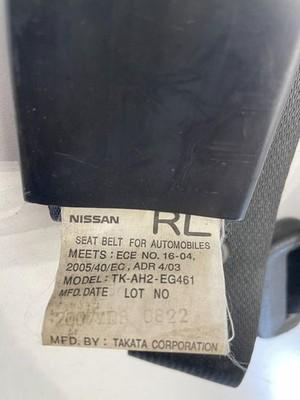 NISSAN RL
SEAT BELT FOR AUTOMOBILES
MEETS: ECE NO. 16-04,
2005/40/EC, ADR 4/03
MODEL: TK-AH2-EG461
MFD. DATE LOT NO
0822
MFD. BY: TAKATA CORPORATION